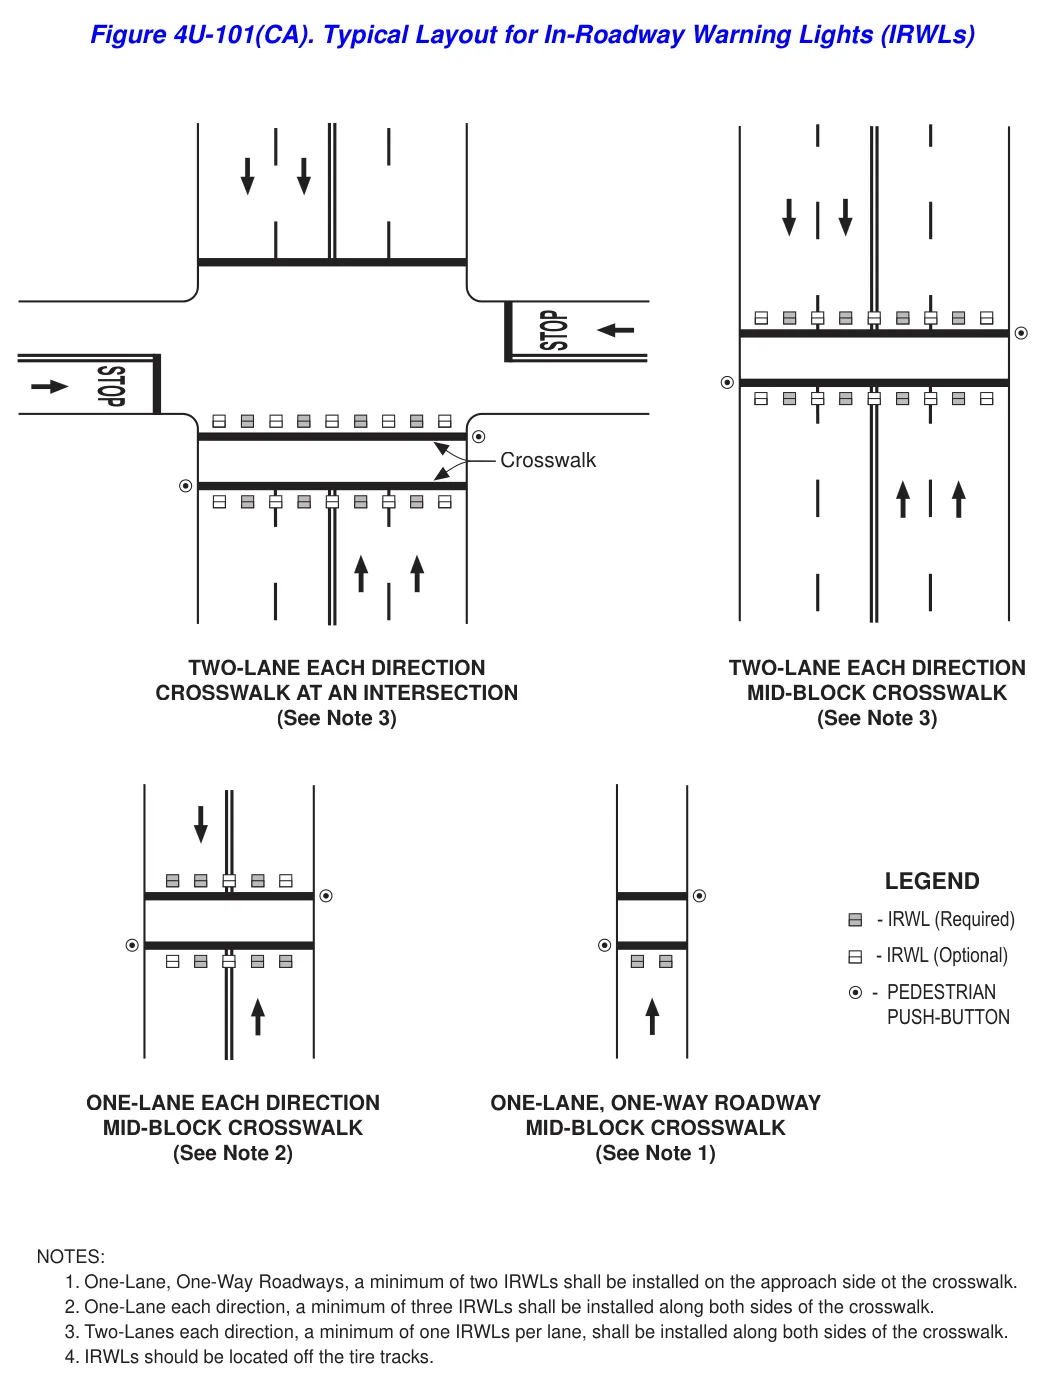 Figure 4U-101(CA). Typical Layout for In-Roadway Warning Lights (IRWLs)
STOP
STOP
Crosswalk
TWO-LANE EACH DIRECTION
CROSSWALK AT AN INTERSECTION
(See Note 3)
TWO-LANE EACH DIRECTION
MID-BLOCK CROSSWALK
(See Note 3)
LEGEND
- IRWL (Required)
- IRWL (Optional)
- PEDESTRIAN
PUSH-BUTTON
ONE-LANE EACH DIRECTION
MID-BLOCK CROSSWALK
(See Note 2)
ONE-LANE, ONE-WAY ROADWAY
MID-BLOCK CROSSWALK
(See Note 1)
NOTES:
1. One-Lane, One-Way Roadways, a minimum of two IRWLs shall be installed on the approach side ot the crosswalk.
2. One-Lane each direction, a minimum of three IRWLs shall be installed along both sides of the crosswalk.
3. Two-Lanes each direction, a minimum of one IRWLs per lane, shall be installed along both sides of the crosswalk.
4. IRWLs should be located off the tire tracks.